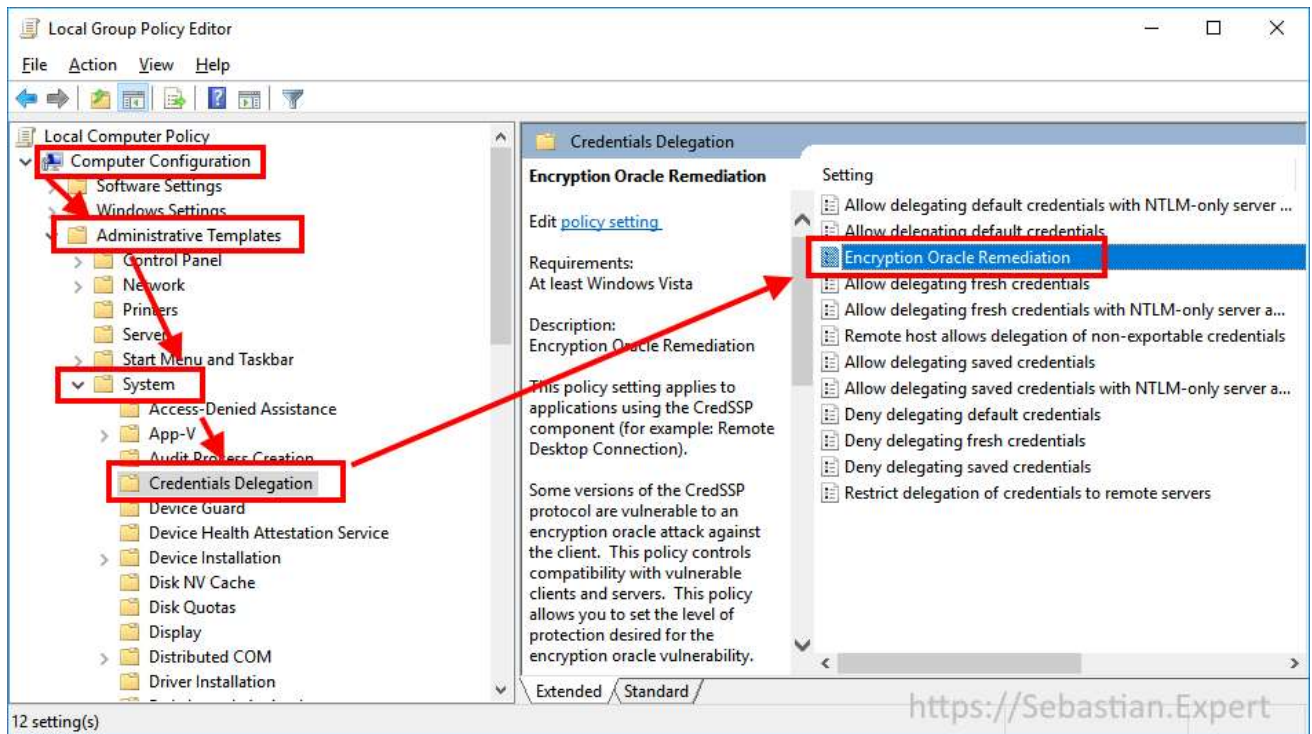 Local Group Policy Editor
File Action View Help
Local Computer Policy
Computer Configuration
Software Settings
Windows Settings
Administrative Templates
Control Panel
Network
Printers
Server
Start Menu and Taskbar
System
Access-Denied Assistance
App-V
Audit Process Creation
Credentials Delegation
Device Guard
Device Health Attestation Service
Device Installation
Disk NV Cache
Disk Quotas
Display
Distributed COM
Driver Installation
12 setting(s)
Credentials Delegation
Encryption Oracle Remediation
Edit policy setting
Requirements:
At least Windows Vista
Description:
Encryption Oracle Remediation
This policy setting applies to
applications using the CredSSP
component (for example: Remote
Desktop Connection).
Some versions of the CredSSP
protocol are vulnerable to an
encryption oracle attack against
the client. This policy controls
compatibility with vulnerable
clients and servers. This policy
allows you to set the level of
protection desired for the
encryption oracle vulnerability.
Setting
Allow delegating default credentials with NTLM-only server ...
Allow delegating default credentials
Encryption Oracle Remediation
Allow delegating fresh credentials
Allow delegating fresh credentials with NTLM-only server a...
Remote host allows delegation of non-exportable credentials
Allow delegating saved credentials
Allow delegating saved credentials with NTLM-only server a...
Deny delegating default credentials
Deny delegating fresh credentials
Deny delegating saved credentials
Restrict delegation of credentials to remote servers
Extended Standard
https://Sebastian.Expert